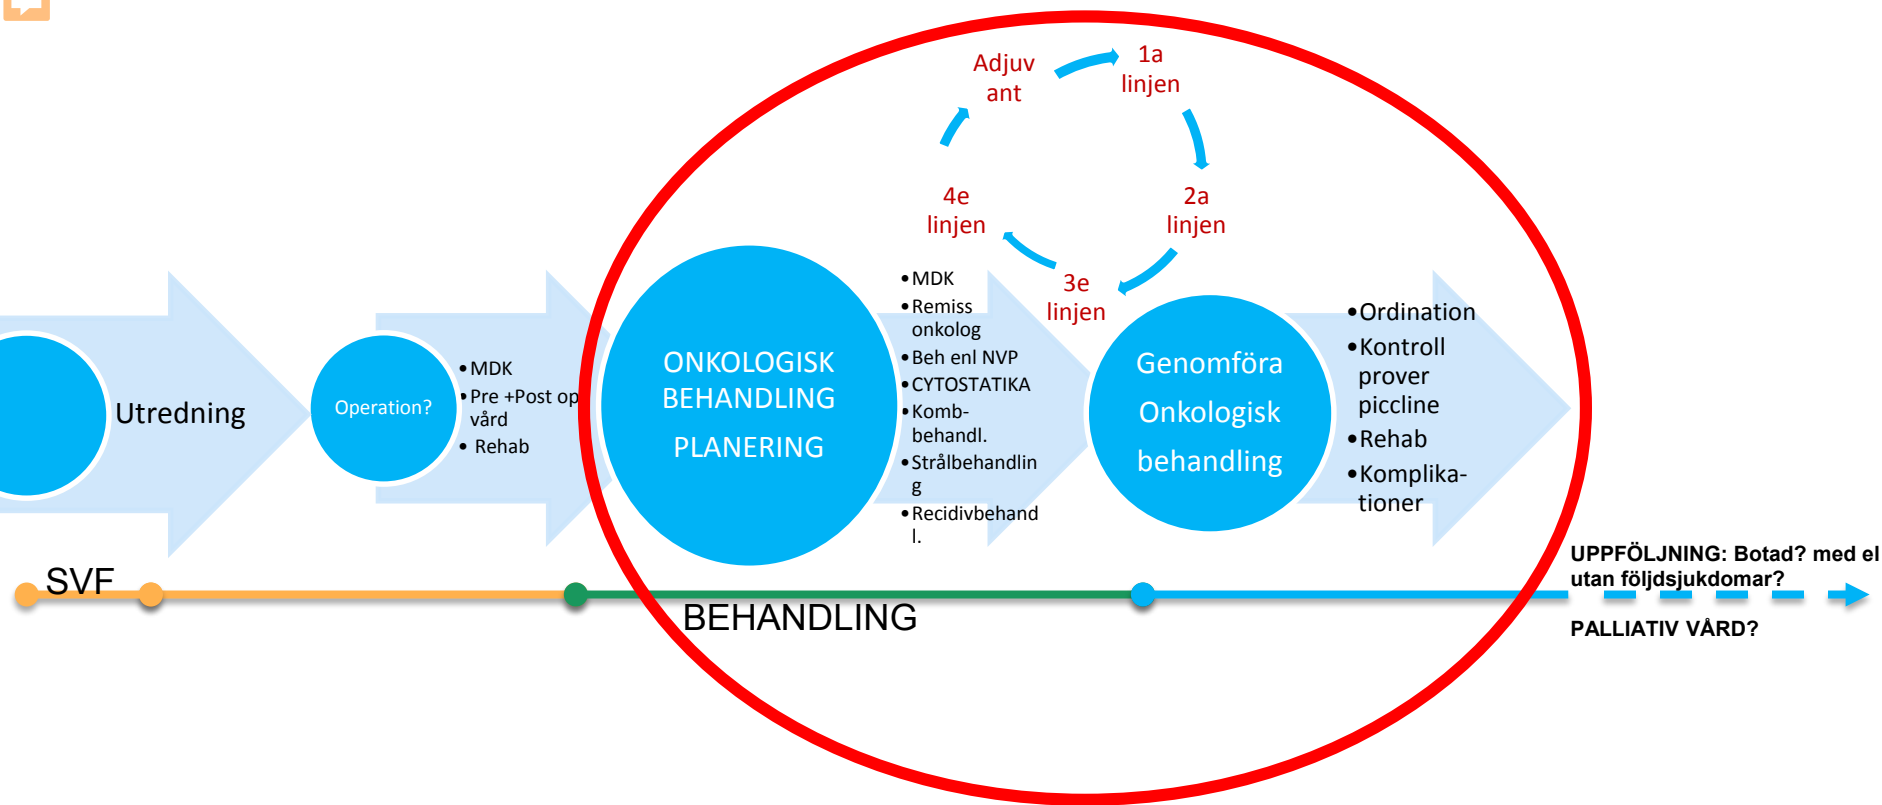 Utredning
Operation?
•MDK
•Pre +Post op
vård
• Rehab
ONKOLOGISK
BEHANDLING
PLANERING
•MDK
•Remiss
onkolog
•Beh enl NVP
•CYTOSTATIKA
•Komb-
behandl.
•Strålbehandlin
g
•Recidivbehand
l.
Adjuv
ant
1a
linjen
2a
linjen
3e
linjen
4e
linjen
Genomföra
Onkologisk
behandling
•Ordination
•Kontroll
prover
piccline
•Rehab
•Komplika-
tioner
SVF
BEHANDLING
UPPFÖLJNING: Botad? med el
utan följdsjukdomar?
PALLIATIV VÅRD?